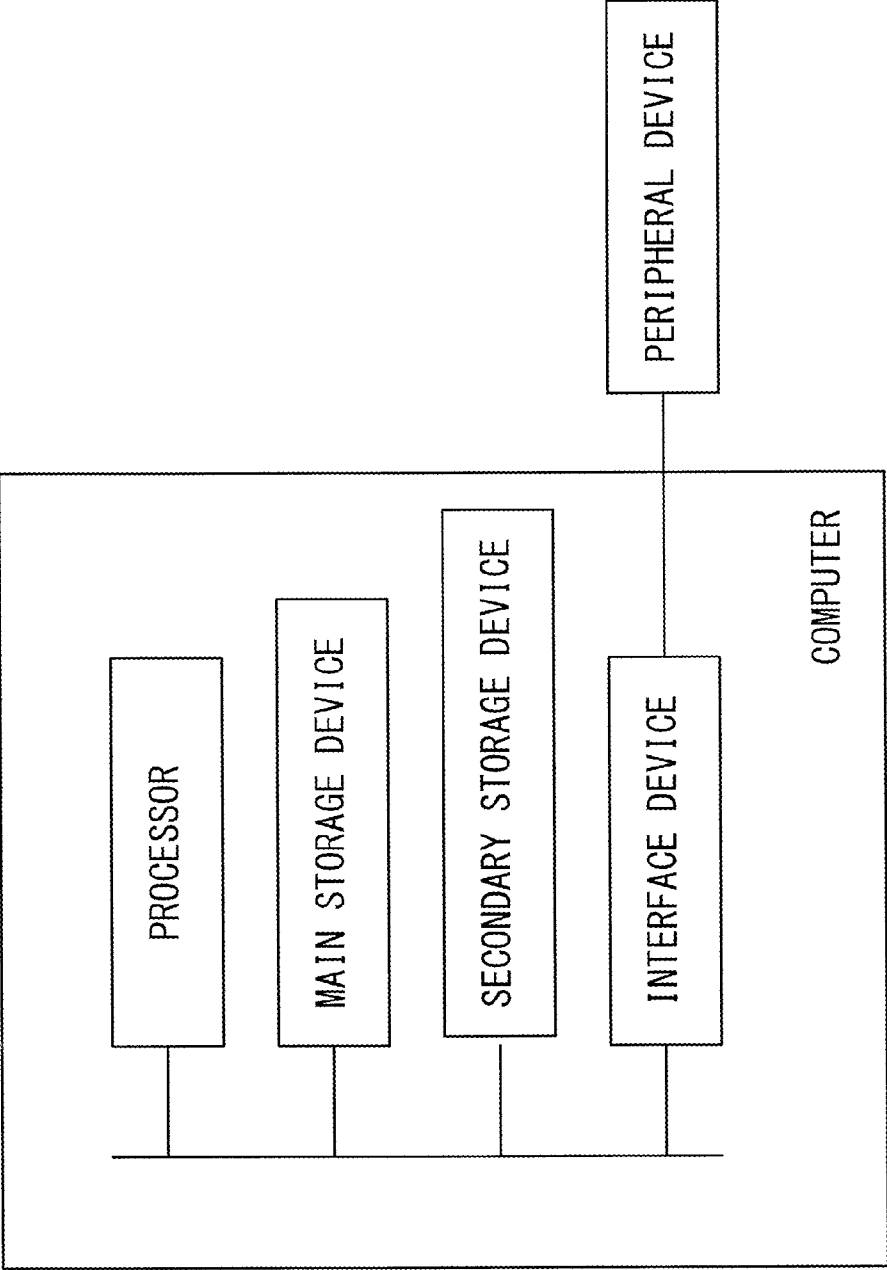 PROCESSOR
MAIN STORAGE DEVICE
SECONDARY STORAGE DEVICE
INTERFACE DEVICE
PERIPHERAL DEVICE
COMPUTER